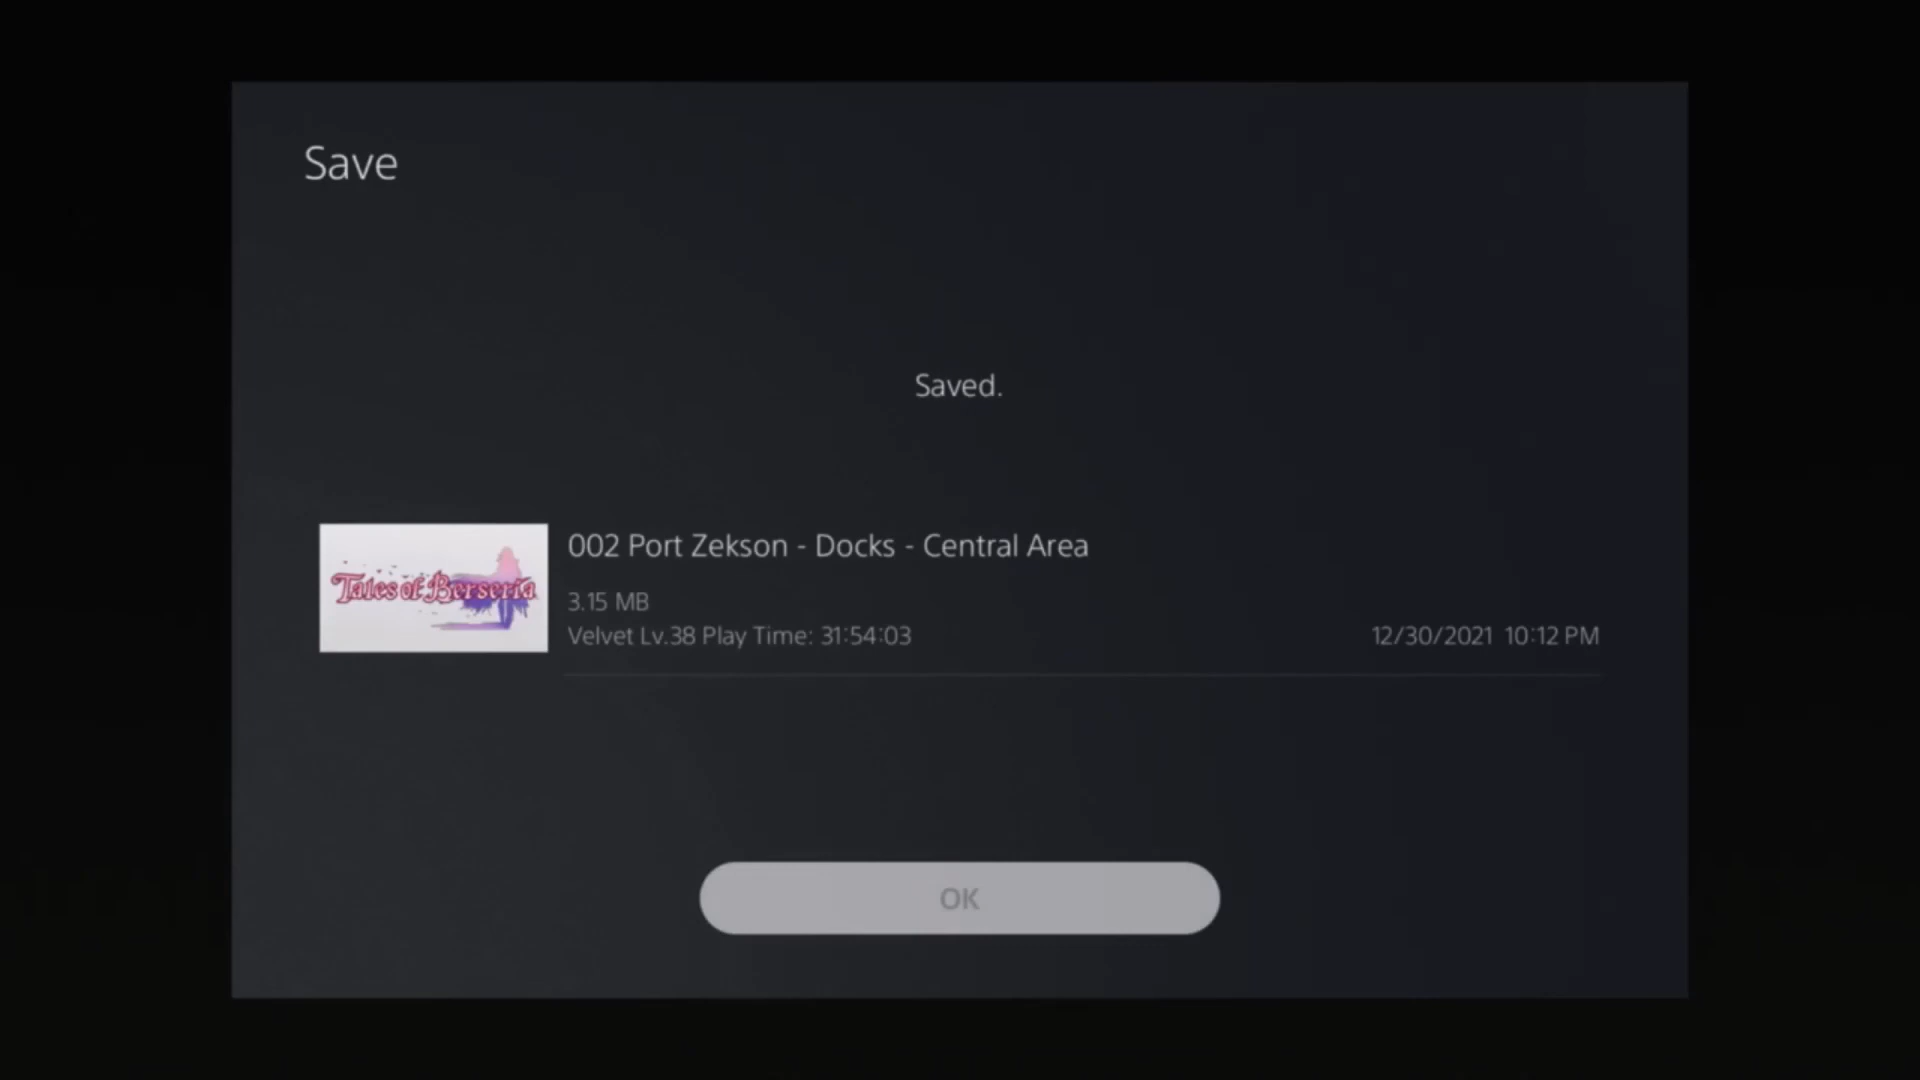 Save
Saved.
Tales of Berseria
002 Port Zekson - Docks - Central Area
3.15 MB
Velvet Lv.38 Play Time: 31:54:03 12/30/2021 10:12 PM
OK